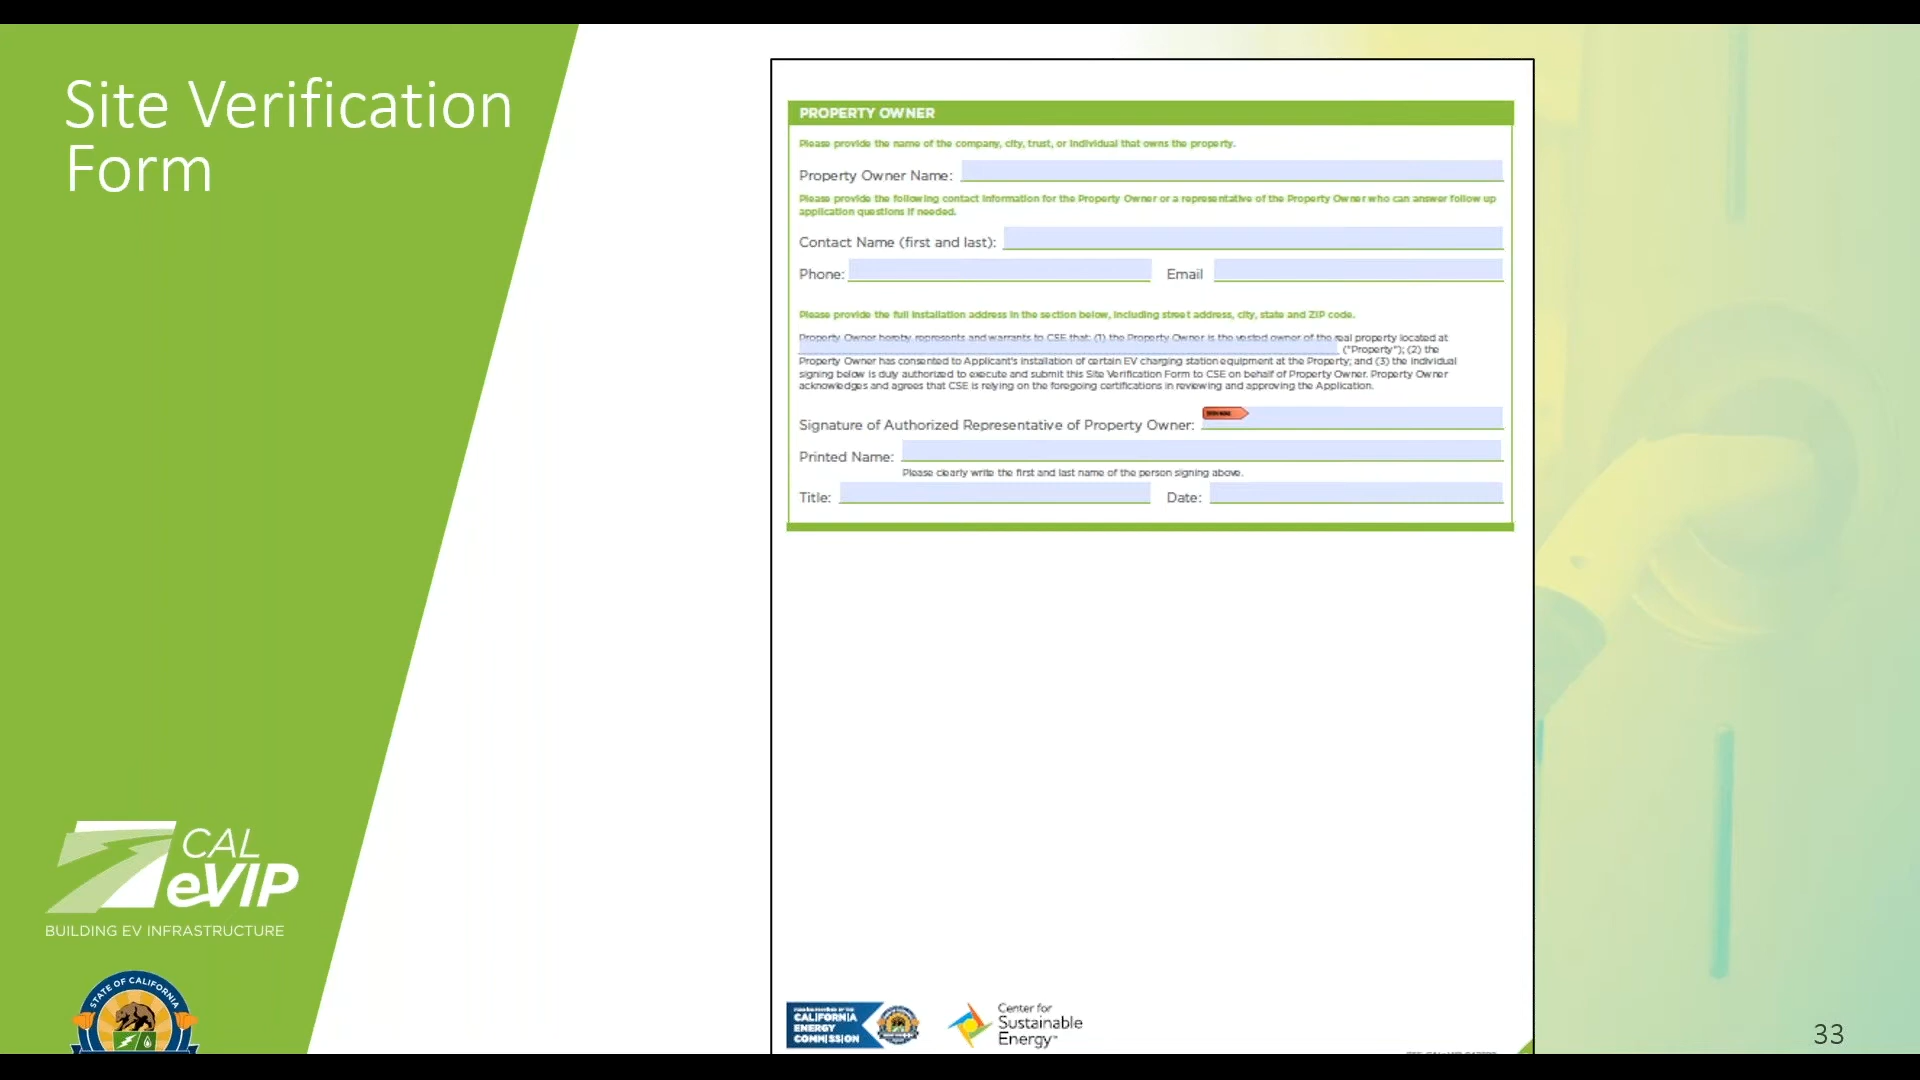 Site Verification
Form
PROPERTY OWNER
Please provide the name of the company, city, trust, or individual that owns the property.
Property Owner Name:
Please provide the following contact information for the Property Owner or a representative of the Property Owner who can answer follow up
application questions if needed.
Contact Name (first and last):
Phone: Email
Please provide the full installation address in the section below, including street address, city, state and ZIP code.
Property Owner hereby represents and warrants to CSE that: (1) the Property Owner is the vested owner of the real property located at
("Property"); (2) the
Property Owner has consented to Applicant's installation of certain EV charging station equipment at the Property; and (3) the individual
signing below is duly authorized to execute and submit this Site Verification Form to CSE on behalf of Property Owner. Property Owner
acknowledges and agrees that CSE is relying on the foregoing certifications in reviewing and approving the Application.
Signature of Authorized Representative of Property Owner:
Printed Name:
Please clearly write the first and last name of the person signing above.
Title: Date:
CAL
eVIP
BUILDING EV INFRASTRUCTURE
STATE OF CALIFORNIA
CALIFORNIA
ENERGY
COMMISSION
Center for
Sustainable
Energy™
33